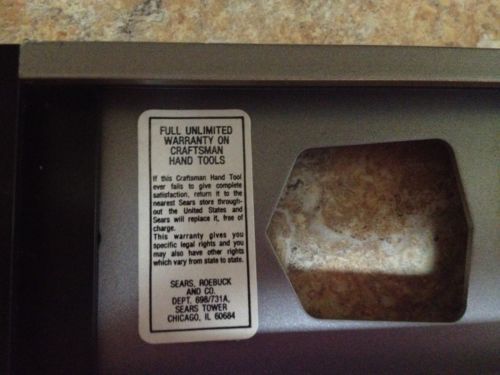 FULL UNLIMITED
WARRANTY ON
CRAFTSMAN
HAND TOOLS
If this Craftsman Hand Tool
ever fails to give complete
satisfaction, return it to the
nearest Sears store through-
out the United States and
Sears will replace it, free of
charge.
This warranty gives you
specific legal rights and you
may also have other rights
which vary from state to state.
SEARS, ROEBUCK
AND CO.
DEPT. 698/731A,
SEARS TOWER
CHICAGO, IL 60684